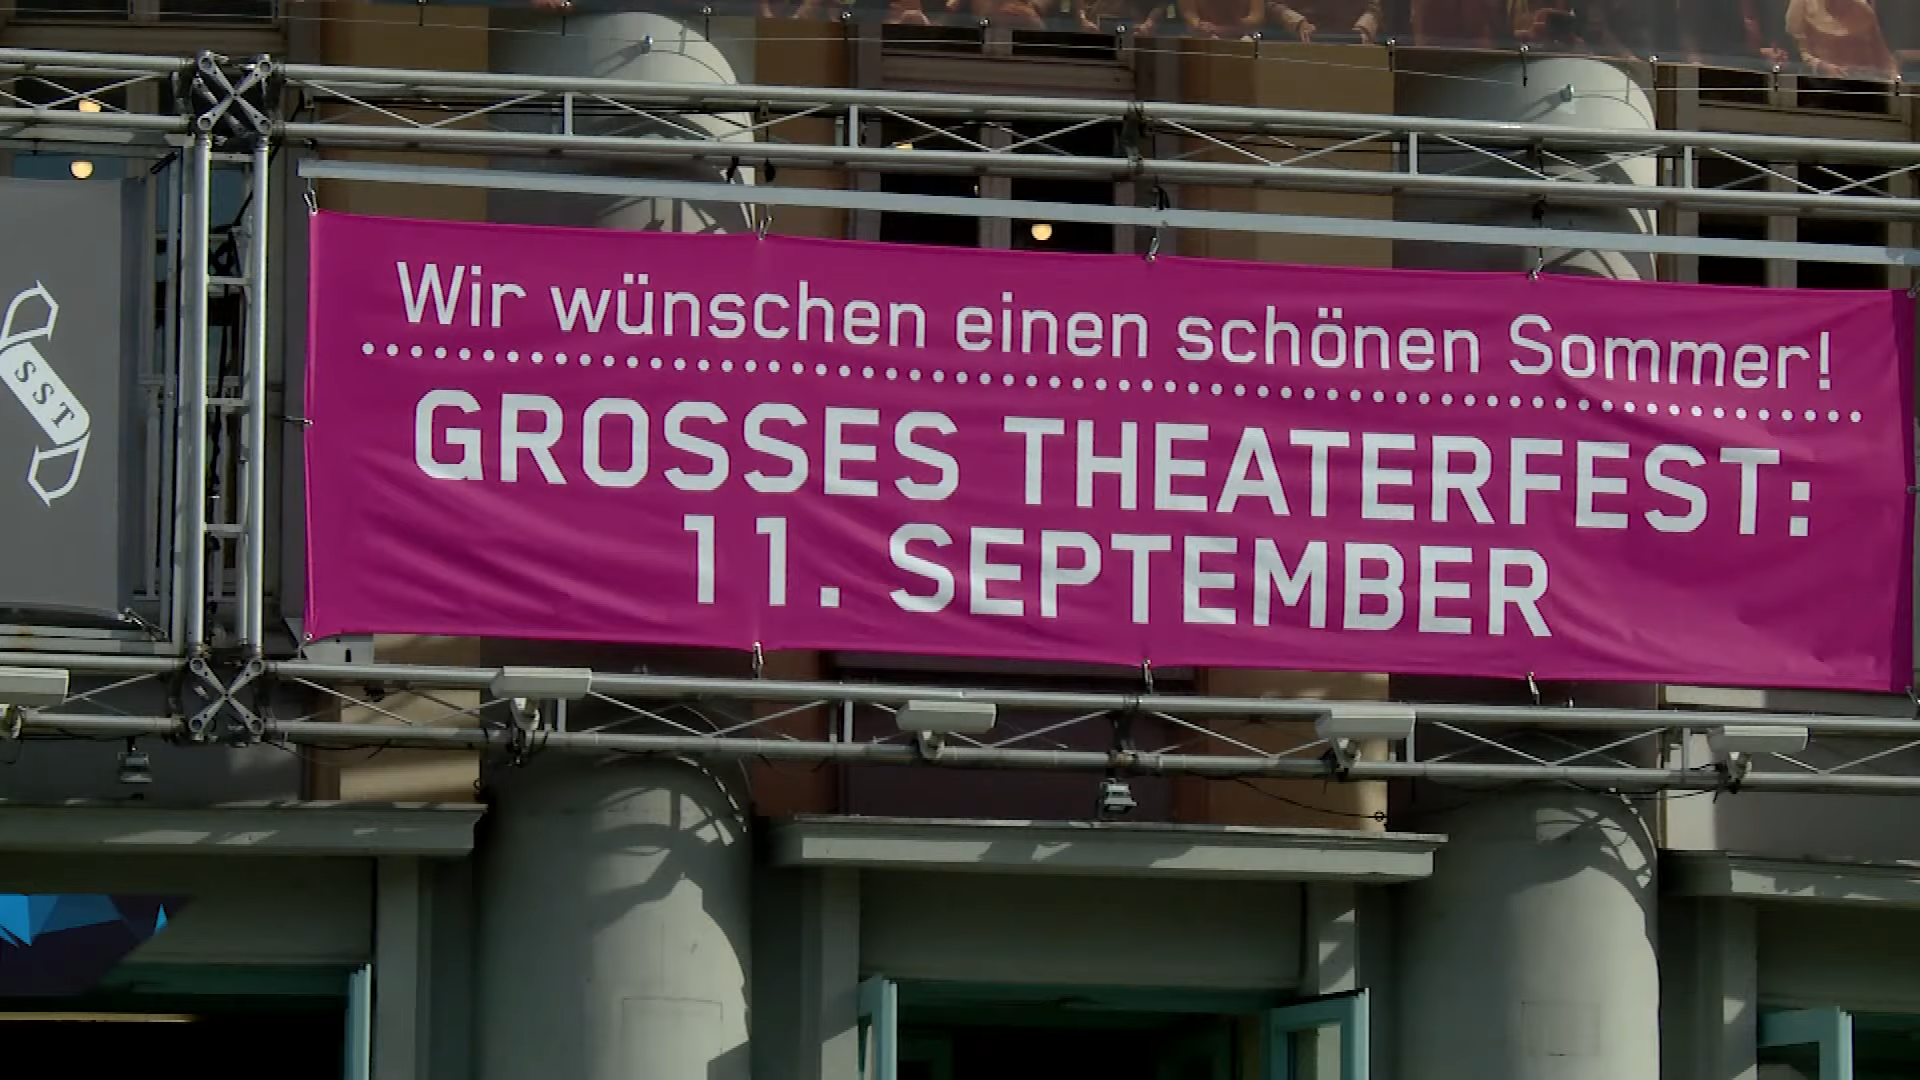 SST
Wir wünschen einen schönen Sommer!
GROSSES THEATERFEST:
11. SEPTEMBER